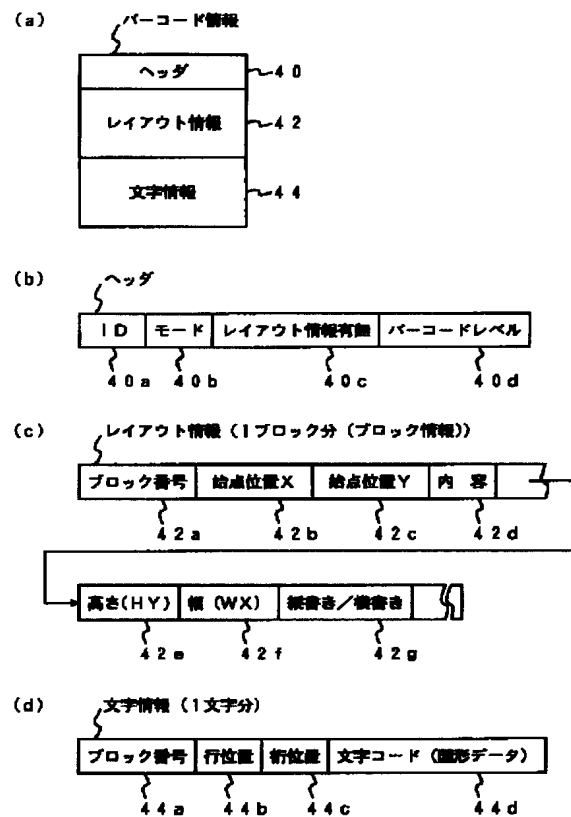 (a) バーコード情報
ヘッダ 40
レイアウト情報 42
文字情報 44
(b) ヘッダ
ID モード レイアウト情報有無 バーコードレベル
40a 40b 40c 40d
(c) レイアウト情報(1ブロック分(ブロック情報))
ブロック番号 始点位置X 始点位置Y 内 容
42a 42b 42c 42d
高さ(HY) 幅(WX) 縦書き/横書き
42e 42f 42g
(d) 文字情報(1文字分)
ブロック番号 行位置 桁位置 文字コード(図形データ)
44a 44b 44c 44d